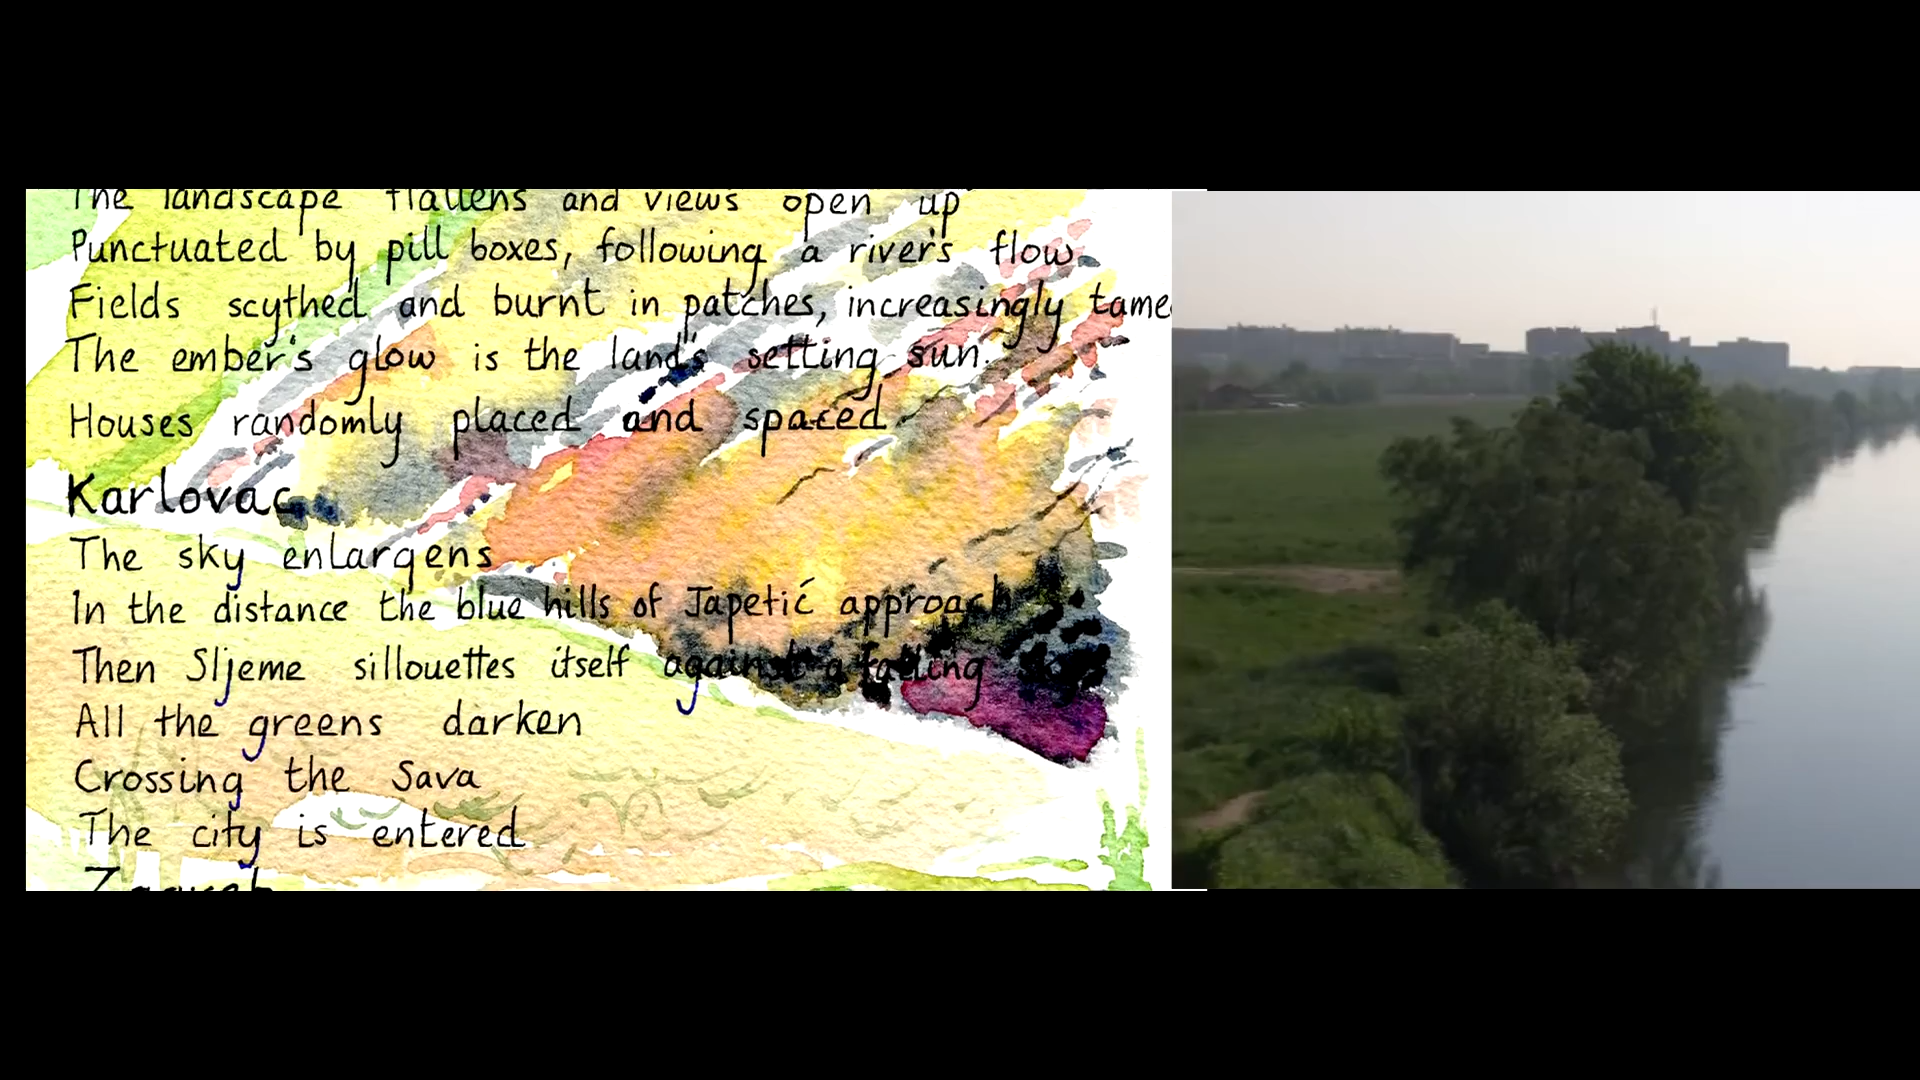 The landscape flattens and views open up
Punctuated by pill boxes, following a river's flow
Fields scythed and burnt in patches, increasingly tame
The ember's glow is the land's setting sun.
Houses randomly placed and spaced
Karlovac
The sky enlargens
In the distance the blue hills of Japetić approach
Then Sljeme sillouettes itself against a falling
All the greens darken
Crossing the Sava
The city is entered
Zagreb